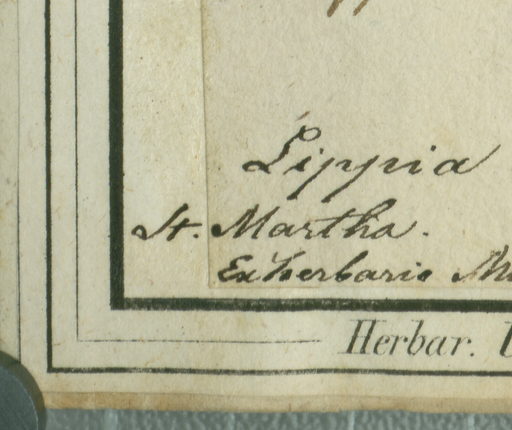 Lippia
St. Martha.
Ex herbario
Herbar.